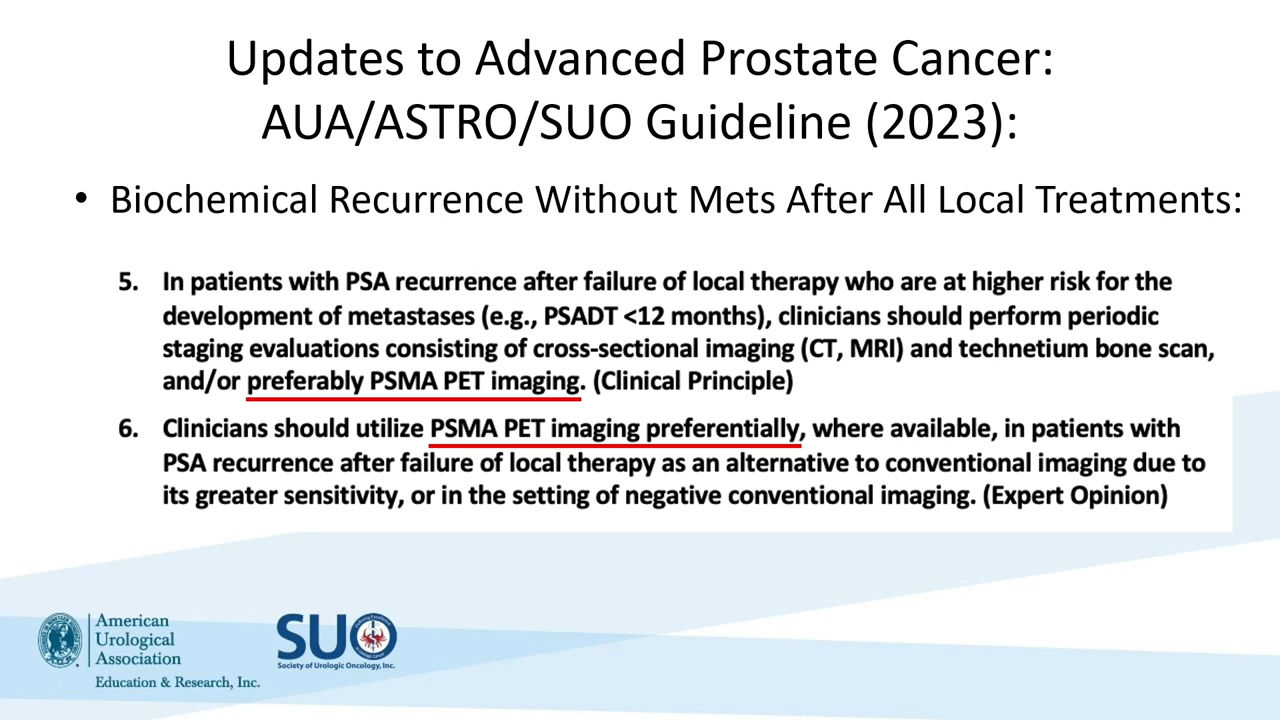 Updates to Advanced Prostate Cancer:
AUA/ASTRO/SUO Guideline (2023):
• Biochemical Recurrence Without Mets After All Local Treatments:
5. In patients with PSA recurrence after failure of local therapy who are at higher risk for the
development of metastases (e.g., PSADT <12 months), clinicians should perform periodic
staging evaluations consisting of cross-sectional imaging (CT, MRI) and technetium bone scan,
and/or preferably PSMA PET imaging. (Clinical Principle)
6. Clinicians should utilize PSMA PET imaging preferentially, where available, in patients with
PSA recurrence after failure of local therapy as an alternative to conventional imaging due to
its greater sensitivity, or in the setting of negative conventional imaging. (Expert Opinion)
American
Urological
Association
Education & Research, Inc.
SUO
Society of Urologic Oncology, Inc.